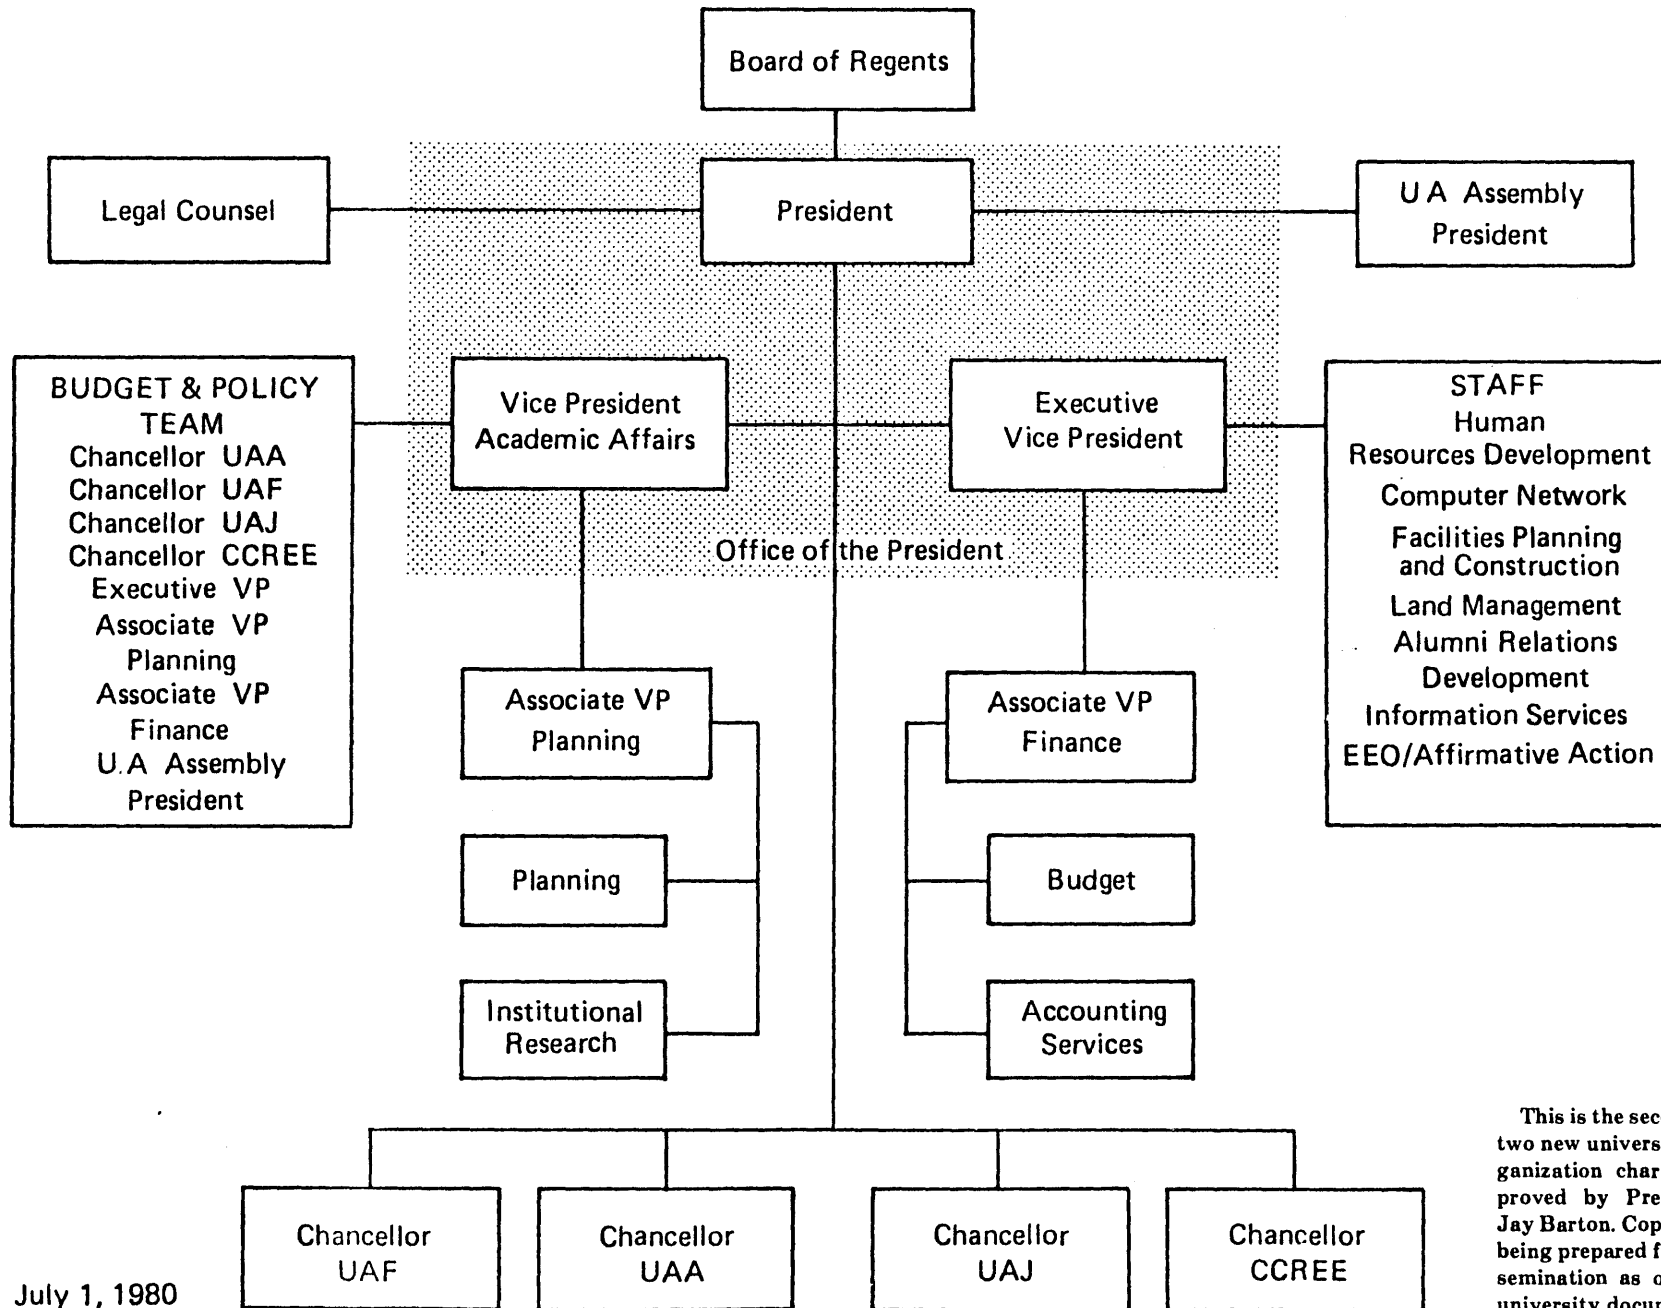 Board of Regents
Legal Counsel
President
U A Assembly
President
BUDGET & POLICY
TEAM
Chancellor UAA
Chancellor UAF
Chancellor UAJ
Chancellor CCREE
Executive VP
Associate VP
Planning
Associate VP
Finance
U.A Assembly
President
Vice President
Academic Affairs
Executive
Vice President
STAFF
Human
Resources Development
Computer Network
Facilities Planning
and Construction
Land Management
Alumni Relations
Development
Information Services
EEO/Affirmative Action
Office of the President
Associate VP
Planning
Associate VP
Finance
Planning
Budget
Institutional
Research
Accounting
Services
Chancellor
UAF
Chancellor
UAA
Chancellor
UAJ
Chancellor
CCREE
July 1, 1980
This is the sec
two new univers
ganization char
proved by Pre
Jay Barton. Cop
being prepared f
semination as o
university docu